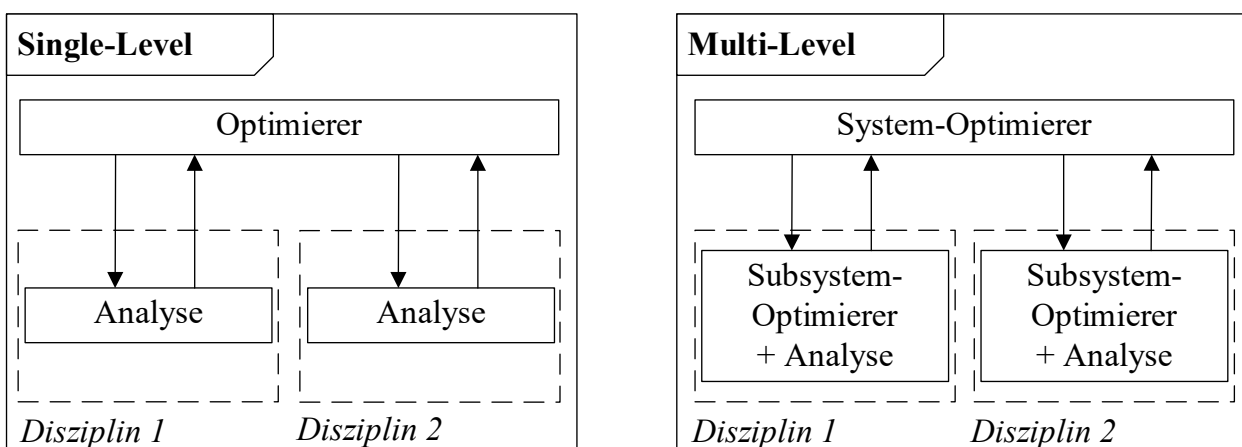 Single-Level
Optimierer
Analyse
Analyse
Disziplin 1
Disziplin 2
Multi-Level
System-Optimierer
Subsystem-
Optimierer
+ Analyse
Subsystem-
Optimierer
+ Analyse
Disziplin 1
Disziplin 2